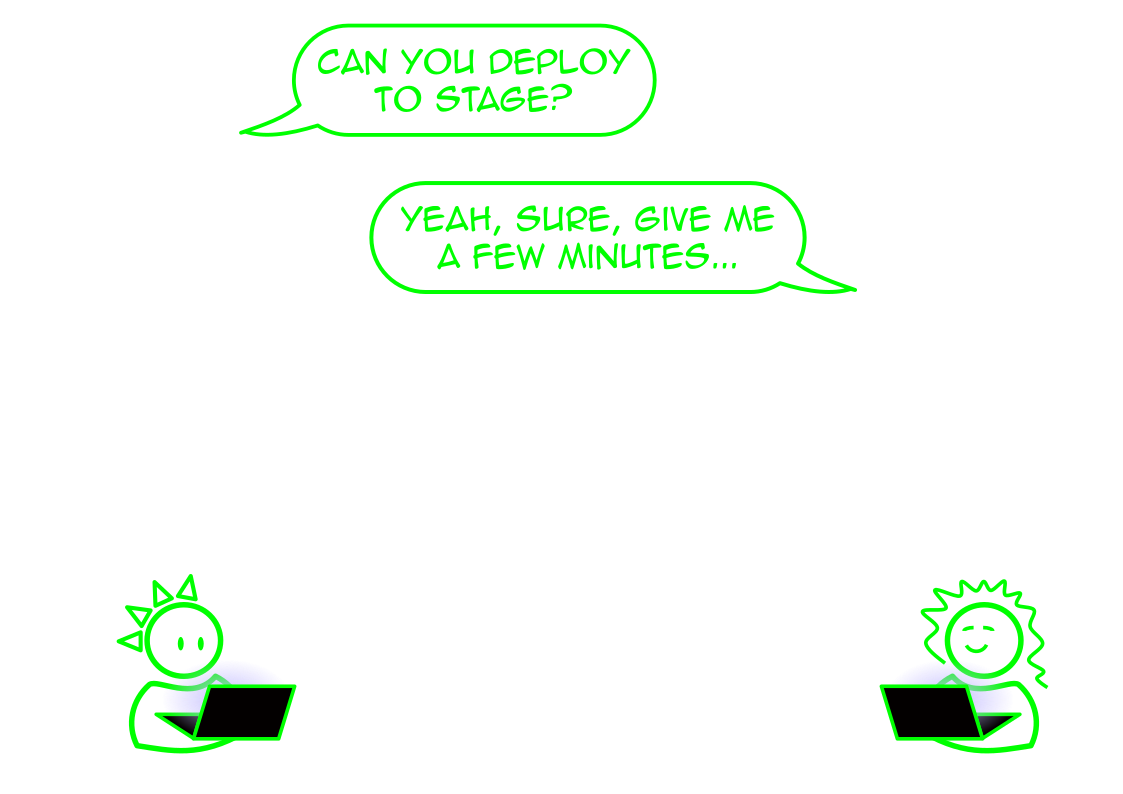 CAN YOU DEPLOY
TO STAGE?
YEAH, SURE, GIVE ME
A FEW MINUTES...